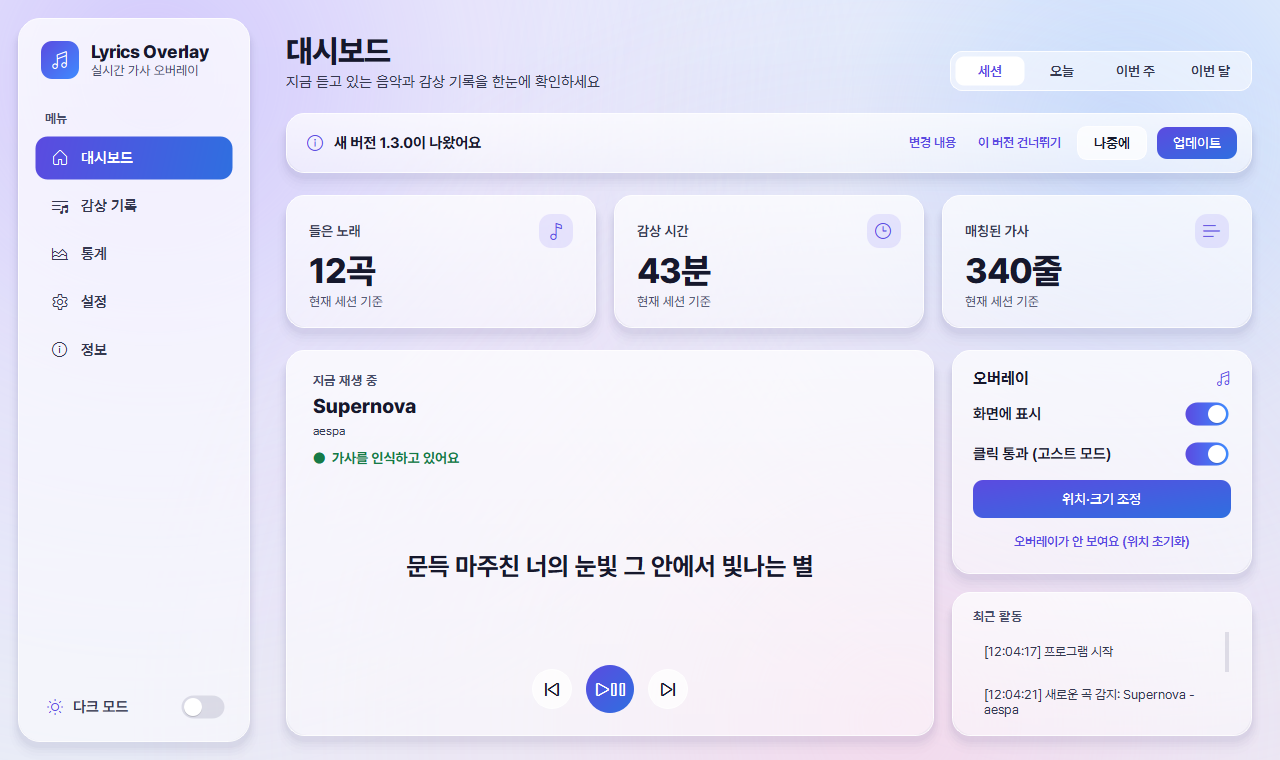 Lyrics Overlay
실시간 가사 오버레이
메뉴
대시보드
감상 기록
통계
설정
정보
다크 모드
대시보드
지금 듣고 있는 음악과 감상 기록을 한눈에 확인하세요
세션
오늘
이번 주
이번 달
새 버전 1.3.0이 나왔어요
변경 내용
이 버전 건너뛰기
나중에
업데이트
들은 노래
12곡
현재 세션 기준
감상 시간
43분
현재 세션 기준
매칭된 가사
340줄
현재 세션 기준
지금 재생 중
Supernova
aespa
가사를 인식하고 있어요
문득 마주친 너의 눈빛 그 안에서 빛나는 별
오버레이
화면에 표시
클릭 통과 (고스트 모드)
위치·크기 조정
오버레이가 안 보여요 (위치 초기화)
최근 활동
[12:04:17] 프로그램 시작
[12:04:21] 새로운 곡 감지: Supernova -
aespa